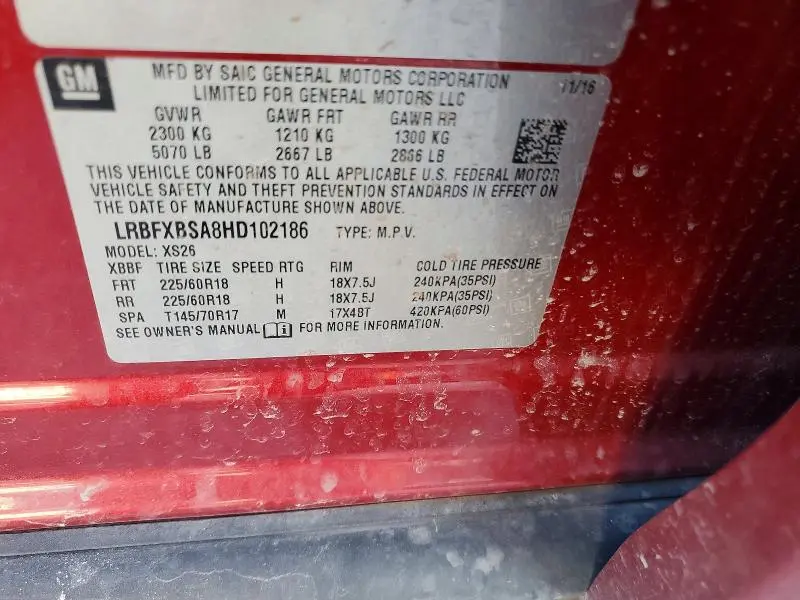 GM
MFD BY SAIC GENERAL MOTORS CORPORATION 11/16
LIMITED FOR GENERAL MOTORS LLC
GVWR GAWR FRT GAWR RR
2300 KG 1210 KG 1300 KG
5070 LB 2667 LB 2866 LB
THIS VEHICLE CONFORMS TO ALL APPLICABLE U.S. FEDERAL MOTOR
VEHICLE SAFETY AND THEFT PREVENTION STANDARDS IN EFFECT ON
THE DATE OF MANUFACTURE SHOWN ABOVE.
LRBFXBSA8HD102186 TYPE: M.P.V.
MODEL: XS26
XBBF TIRE SIZE SPEED RTG RIM COLD TIRE PRESSURE
FRT 225/60R18 H 18X7.5J 240KPA(35PSI)
RR 225/60R18 H 18X7.5J 240KPA(35PSI)
SPA T145/70R17 M 17X4BT 420KPA(60PSI)
SEE OWNER'S MANUAL FOR MORE INFORMATION.